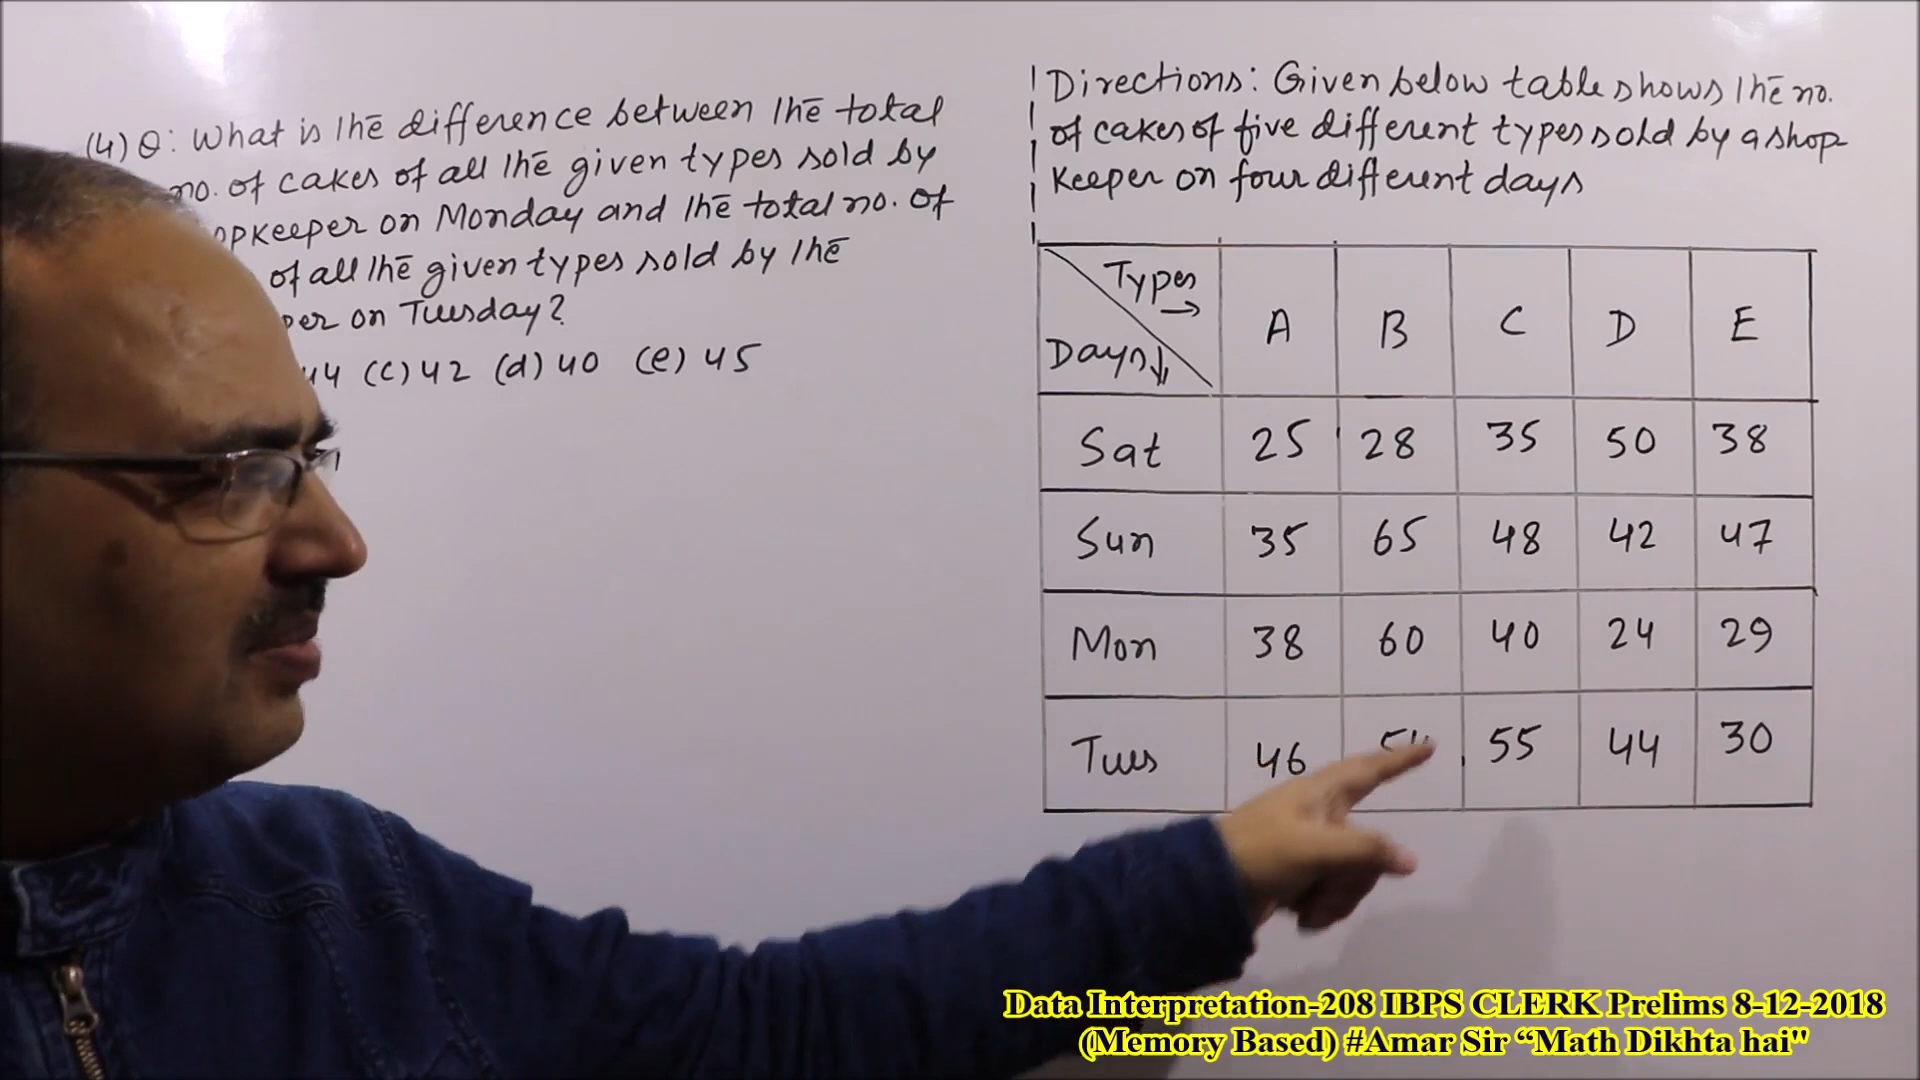 (4) Q: What is the difference between the total
no. of cakes of all the given types sold by
opkeeper on Monday and the total no. of
of all the given types sold by the
per on Tuesday?
44 (c) 42 (d) 40 (e) 45
Directions: Given below table shows the no.
of cakes of five different types sold by a shop
keeper on four different days
Types → A B C D E
Days ↓
Sat 25 28 35 50 38
Sun 35 65 48 42 47
Mon 38 60 40 24 29
Tues 46 55 44 30
Data Interpretation-208 IBPS CLERK Prelims 8-12-2018
(Memory Based) #Amar Sir “Math Dikhta hai"